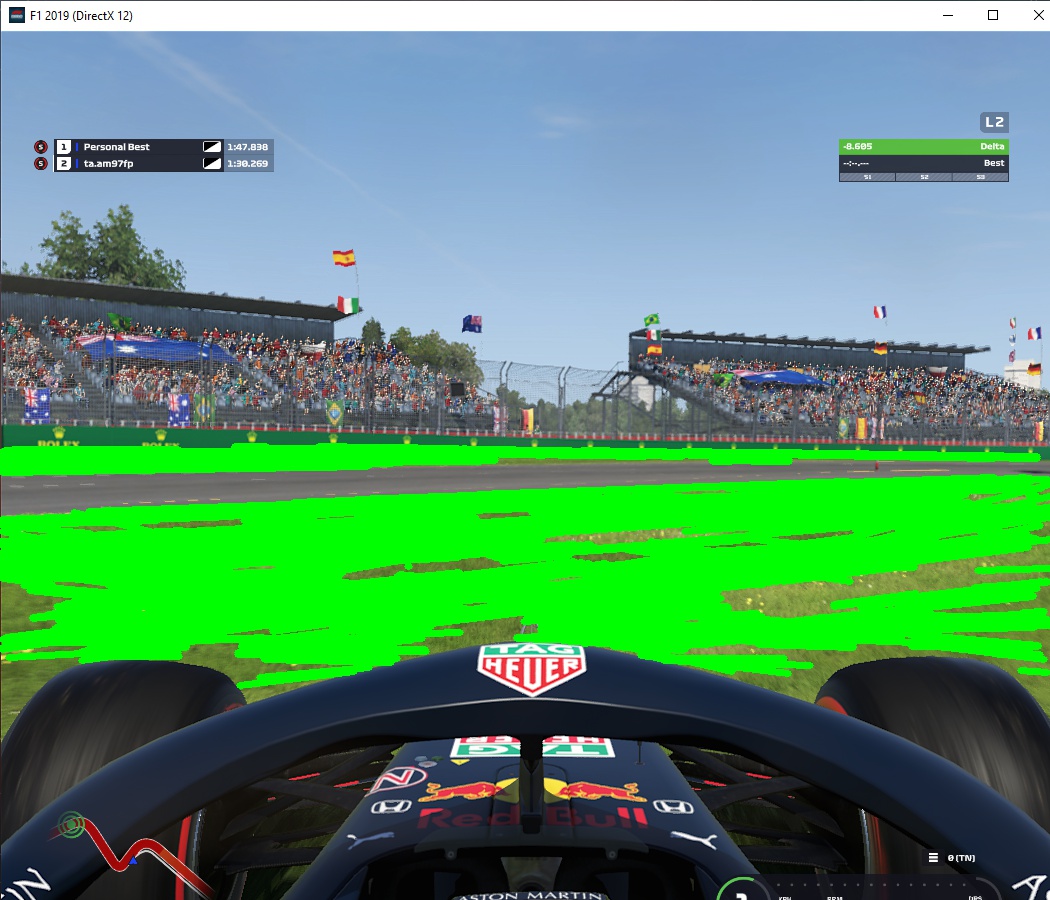 F1 2019 (DirectX 12)
L2
S 1 Personal Best 1:47.838
S 2 ta.am97fp 1:30.269
-8.605 Delta
--:--.--- Best
S1 S2 S3
ROLEX ROLEX
TAG
HEUER
TAG
Red Bull
0 (TN)
ASTON MARTIN